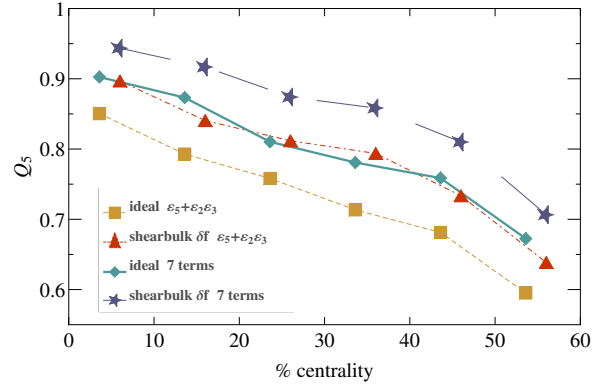 1
0.9
0.8
0.7
0.6
Q₅
ideal ε₅+ε₂ε₃
shearbulk δf ε₅+ε₂ε₃
ideal 7 terms
shearbulk δf 7 terms
0 10 20 30 40 50 60
% centrality